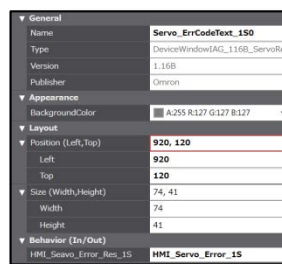 General
Name Servo_ErrCodeText_1S0
Type DeviceWindowIAG_116B_ServoR
Version 1.16B
Publisher Omron
Appearance
BackgroundColor A:255 R:127 G:127 B:127
Layout
Position (Left,Top) 920, 120
Left 920
Top 120
Size (Width,Height) 74, 41
Width 74
Height 41
Behavior (In/Out)
HMI_Seavo_Error_Res_1S HMI_Servo_Error_1S